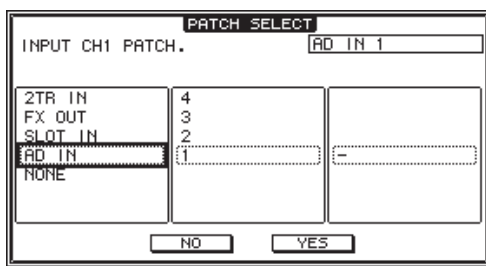 PATCH SELECT
INPUT CH1 PATCH. AD IN 1
2TR IN 4
FX OUT 3
SLOT IN 2
AD IN 1 -
NONE
NO YES